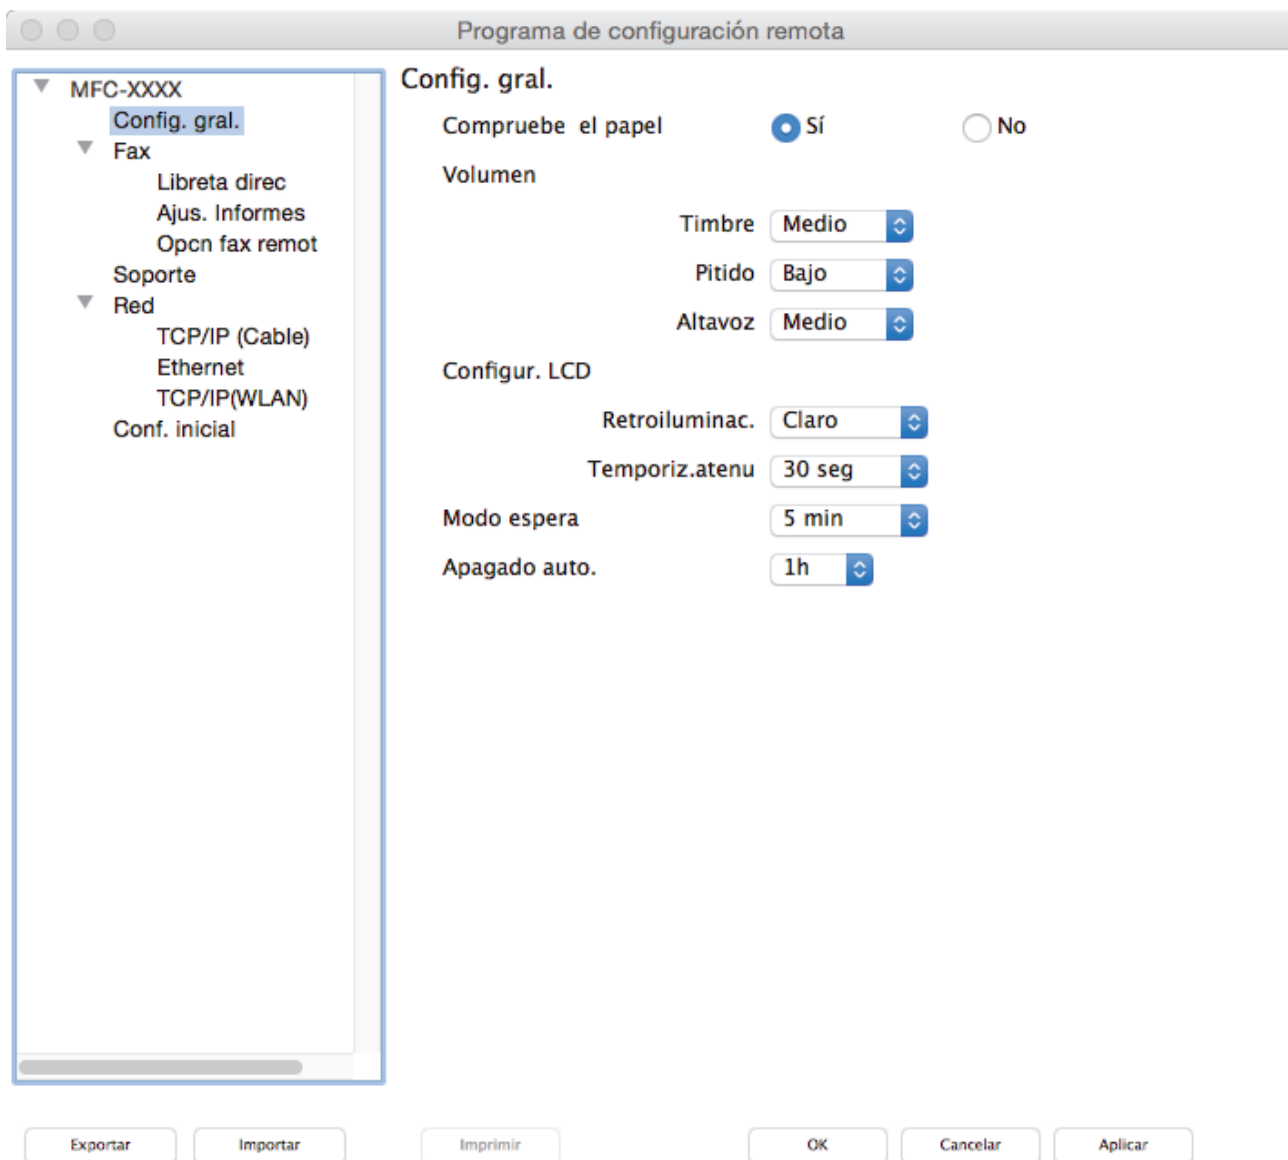 Programa de configuración remota
MFC-XXXX
Config. gral.
Fax
Libreta direc
Ajus. Informes
Opcn fax remot
Soporte
Red
TCP/IP (Cable)
Ethernet
TCP/IP(WLAN)
Conf. inicial
Config. gral.
Compruebe el papel Sí No
Volumen
Timbre Medio
Pitido Bajo
Altavoz Medio
Configur. LCD
Retroiluminac. Claro
Temporiz.atenu 30 seg
Modo espera 5 min
Apagado auto. 1h
Exportar Importar Imprimir OK Cancelar Aplicar